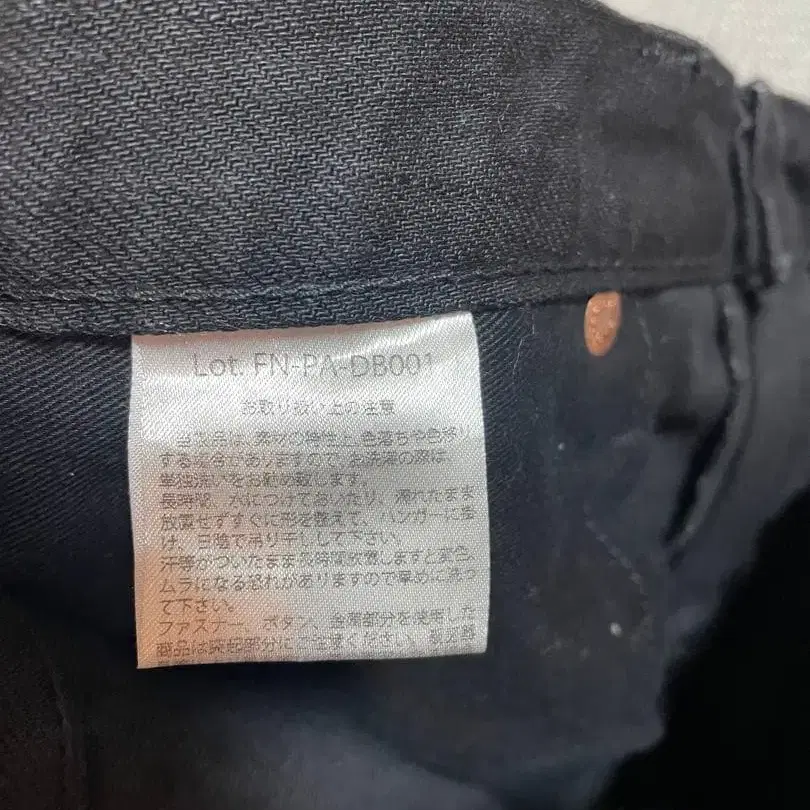 Lot. FN-PA-DB001
お取り扱い上の注意
当製品は、素材の特性上、色落ちや色移り
する場合がありますので、お洗濯の際は、
単独洗いをお勧め致します。
長時間、水につけておいたり、濡れたまま
放置せずすぐに形を整えて、ハンガーに掛
け、日陰で吊り干しして下さい。
汗等がついたまま長時間放置しますと変色、
ムラになる恐れがありますので早めに洗っ
て下さい。
ファスナー、ボタン、金属部分を使用した
商品は突起部分にご注意ください。